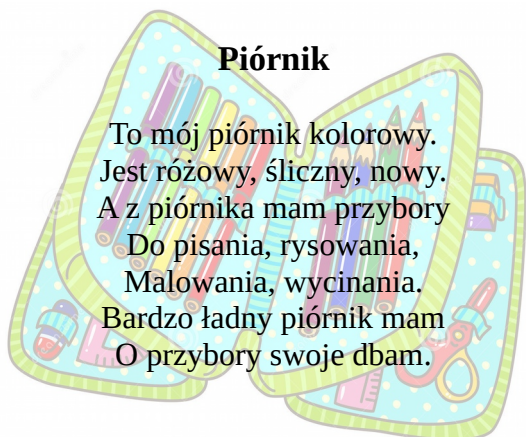 Piórnik
To mój piórnik kolorowy.
Jest różowy, śliczny, nowy.
A z piórnika mam przybory
Do pisania, rysowania,
Malowania, wycinania.
Bardzo ładny piórnik mam
O przybory swoje dbam.